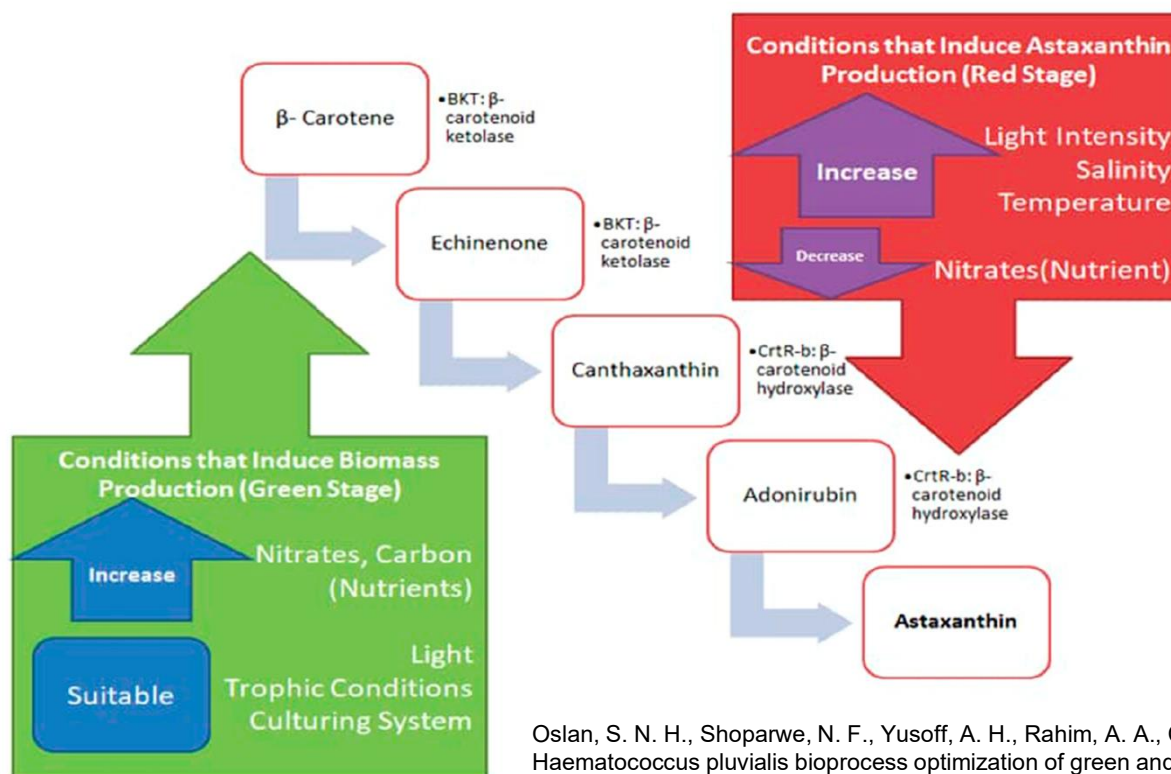 β- Carotene
•BKT: β-
carotenoid
ketolase
Echinenone
•BKT: β-
carotenoid
ketolase
Canthaxanthin
•CrtR-b: β-
carotenoid
hydroxylase
Adonirubin
•CrtR-b: β-
carotenoid
hydroxylase
Astaxanthin
Conditions that Induce Astaxanthin
Production (Red Stage)
Increase
Light Intensity
Salinity
Temperature
Decrease
Nitrates(Nutrient)
Conditions that Induce Biomass
Production (Green Stage)
Increase
Nitrates, Carbon
(Nutrients)
Suitable
Light
Trophic Conditions
Culturing System
Oslan, S. N. H., Shoparwe, N. F., Yusoff, A. H., Rahim, A. A.,
Haematococcus pluvialis bioprocess optimization of green and